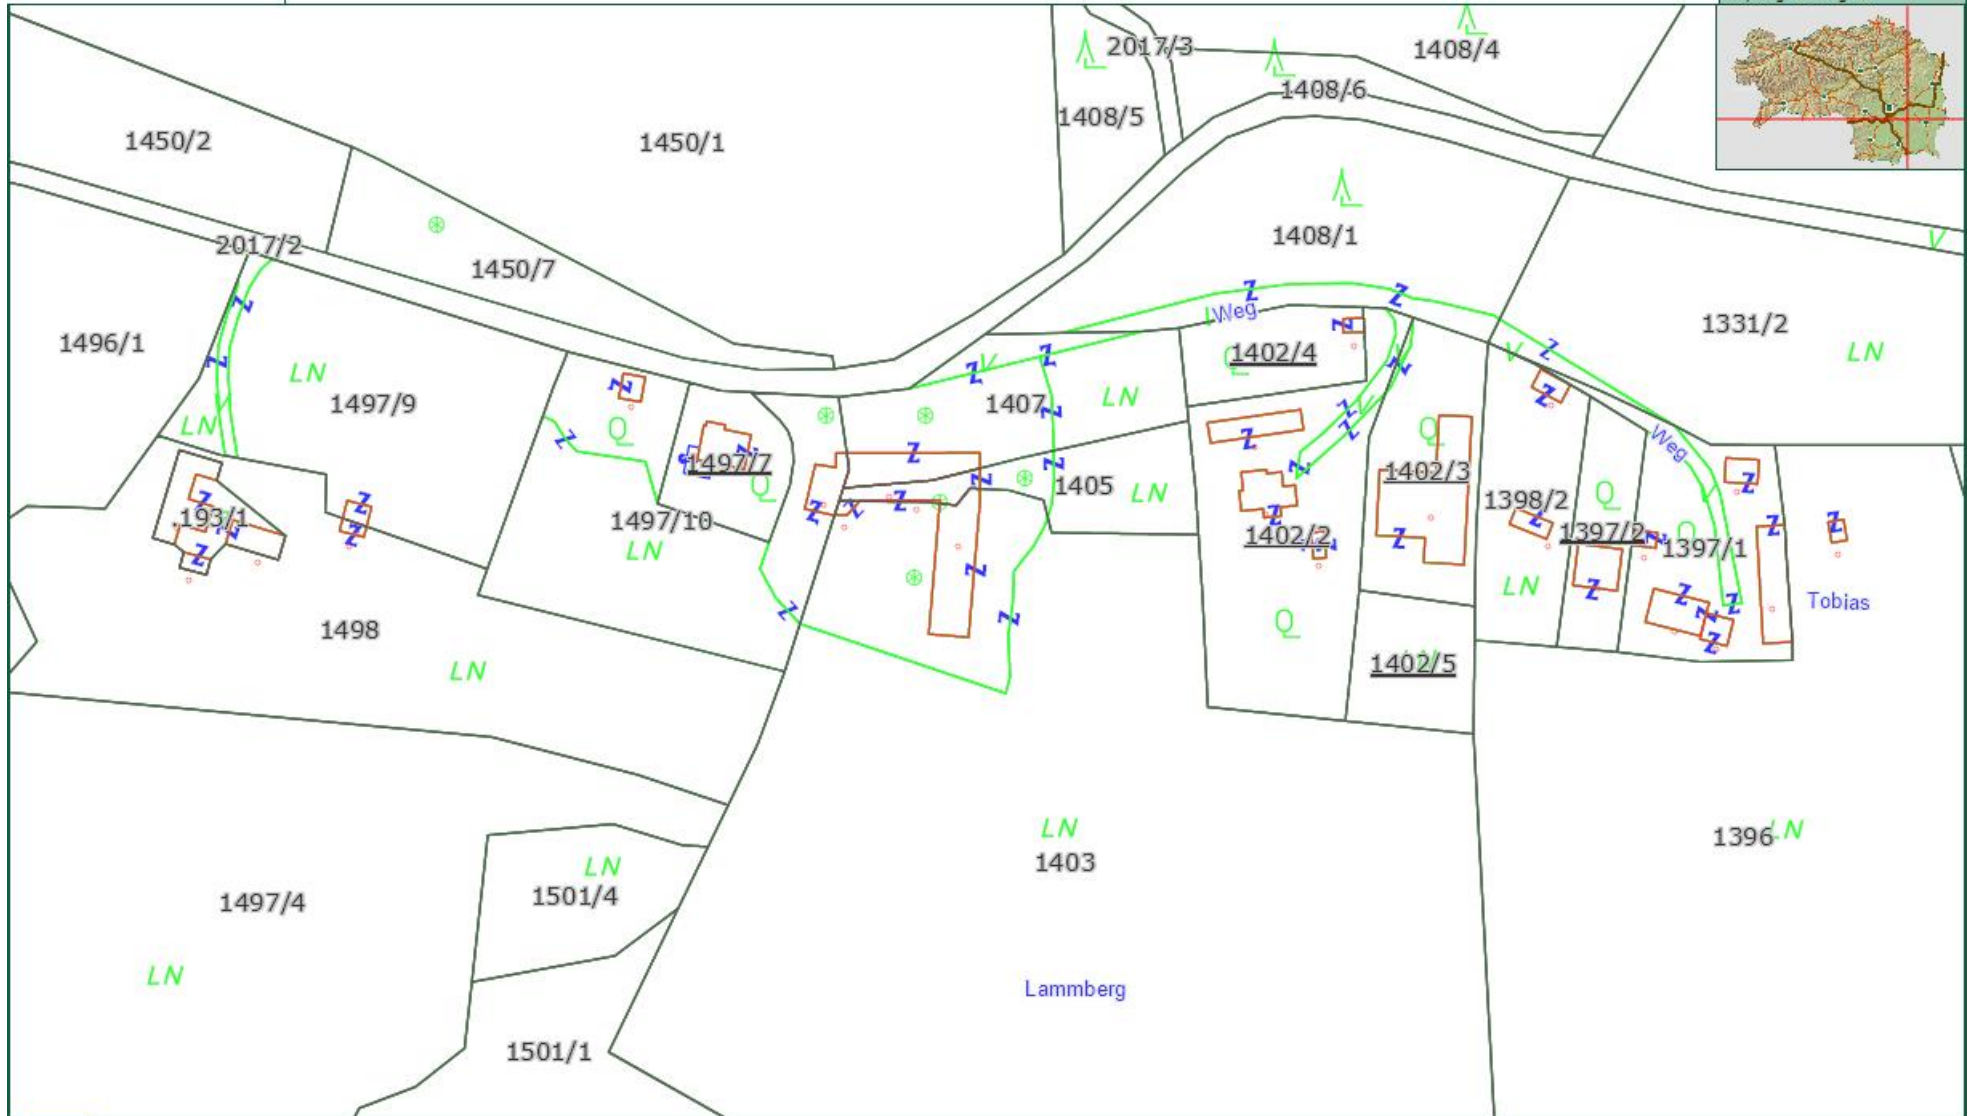 2017/3
1408/4
1408/6
1408/5
1450/2
1450/1
1408/1
2017/2
1450/7
V
Z
Z
Z
Weg
1331/2
1496/1
Z
LN
LN
1497/9
Z
V
Z
Z
1402/4
Z
Z
V
LN
Z
1407
LN
Z
Z
Z
V
Q
LN
Z
Q
Z
Z
Z
Q
Weg
1497/7
Z
Z
Q
1405
LN
Z
1402/3
1398/2
Q
Z
.193/1
Z
Z
Z
Z
1497/10
LN
Z
Z
Z
1402/2
Z
Z
1397/2
Q
1397/1
Z
Z
Z
Z
LN
Z
Z
Z
Tobias
1498
Z
Z
Q
Z
Z
LN
1402/5
LN
1403
1396
LN
LN
1501/4
1497/4
LN
Lammberg
1501/1